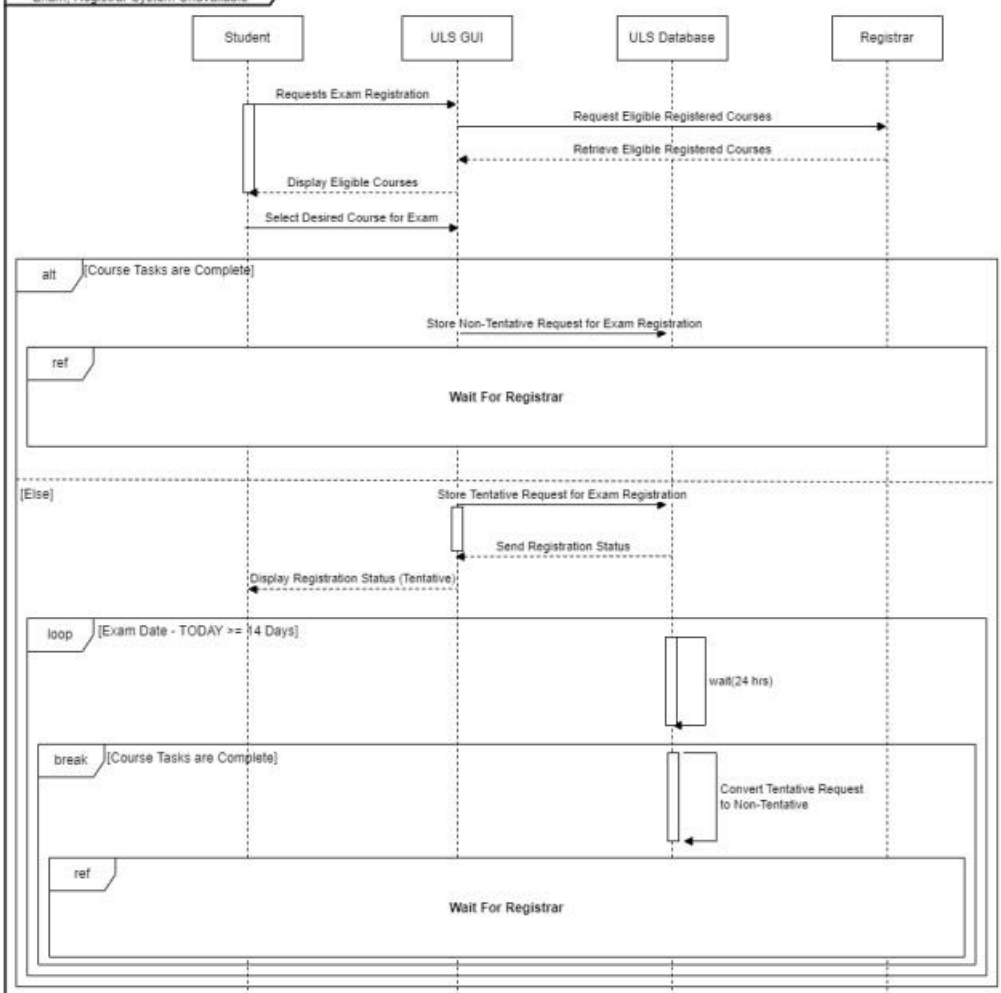 Exam, Registrar System Unavailable
Student
ULS GUI
ULS Database
Registrar
Requests Exam Registration
Request Eligible Registered Courses
Retrieve Eligible Registered Courses
Display Eligible Courses
Select Desired Course for Exam
alt
[Course Tasks are Complete]
Store Non-Tentative Request for Exam Registration
ref
Wait For Registrar
[Else]
Store Tentative Request for Exam Registration
Send Registration Status
Display Registration Status (Tentative)
loop
[Exam Date - TODAY >= 14 Days]
wait(24 hrs)
break
[Course Tasks are Complete]
Convert Tentative Request
to Non-Tentative
ref
Wait For Registrar